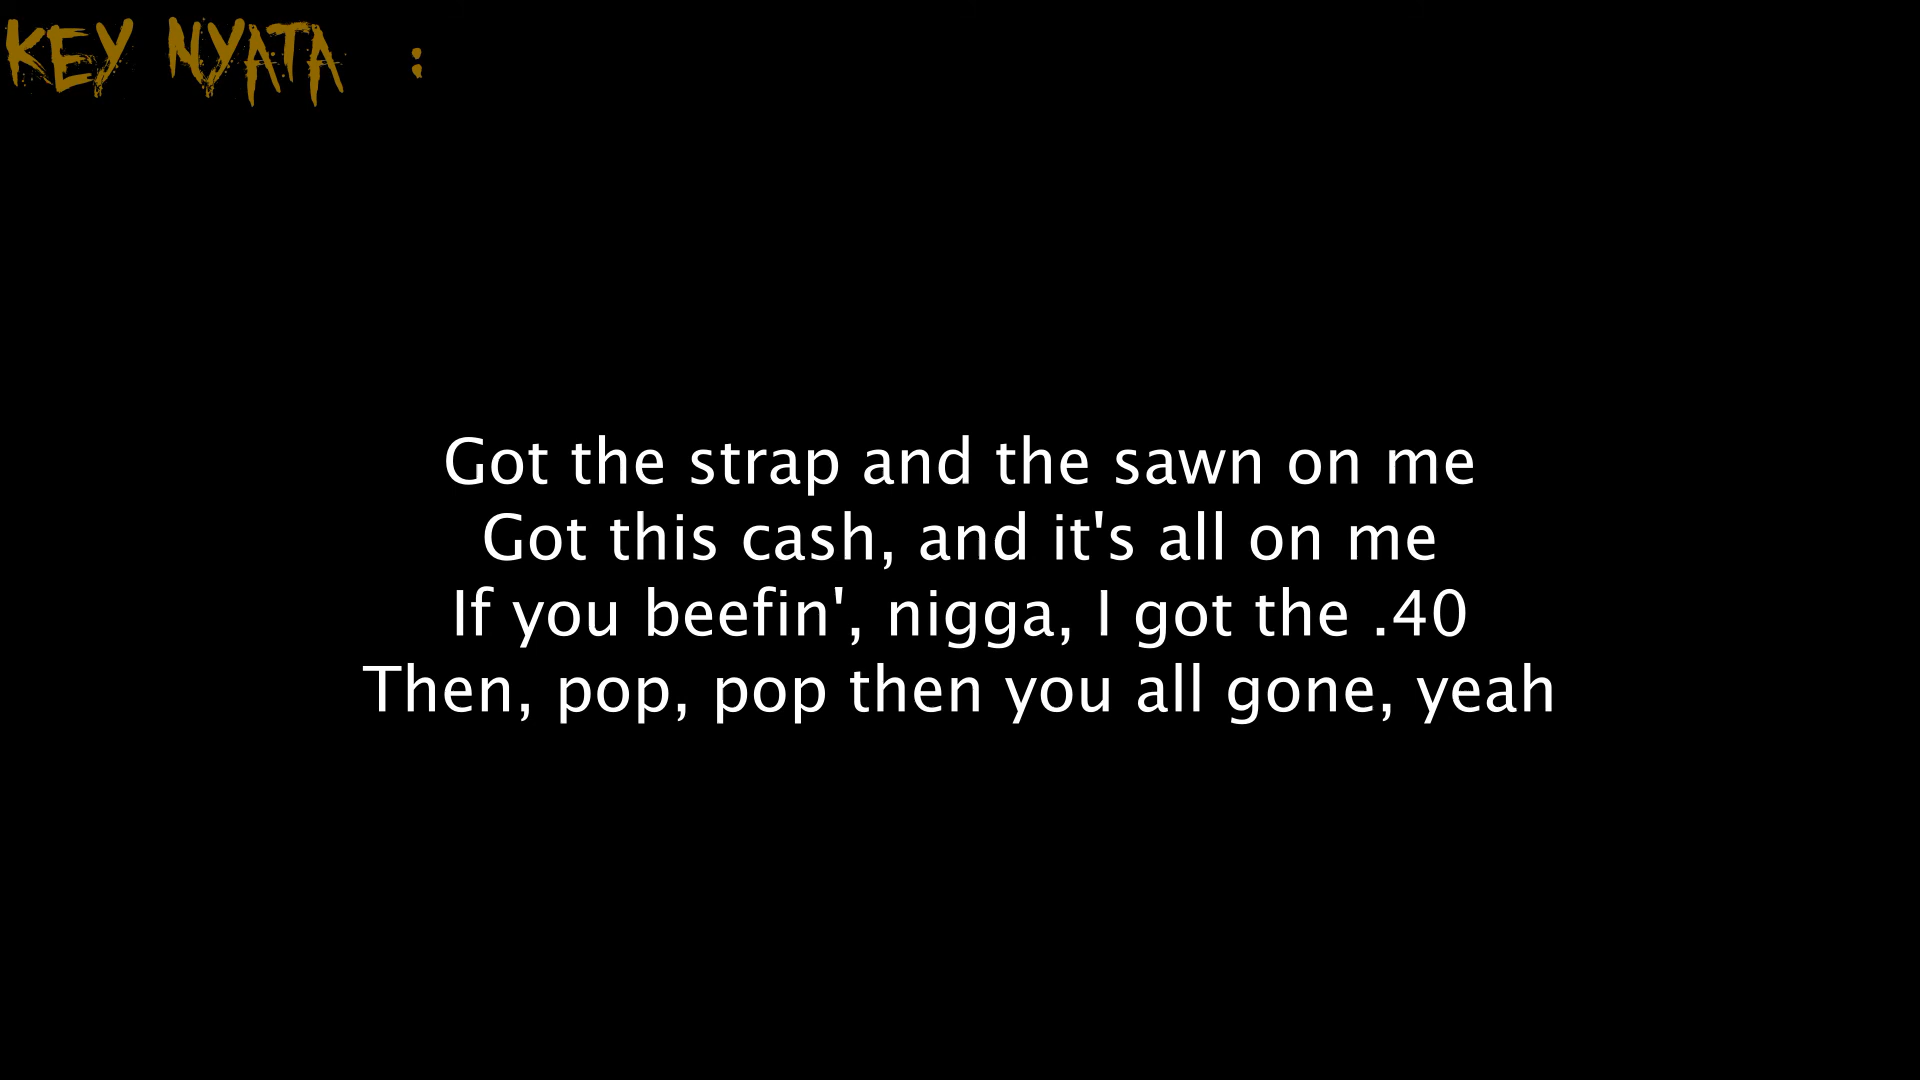 KEY NYATA :
Got the strap and the sawn on me
Got this cash, and it's all on me
If you beefin', nigga, I got the .40
Then, pop, pop then you all gone, yeah